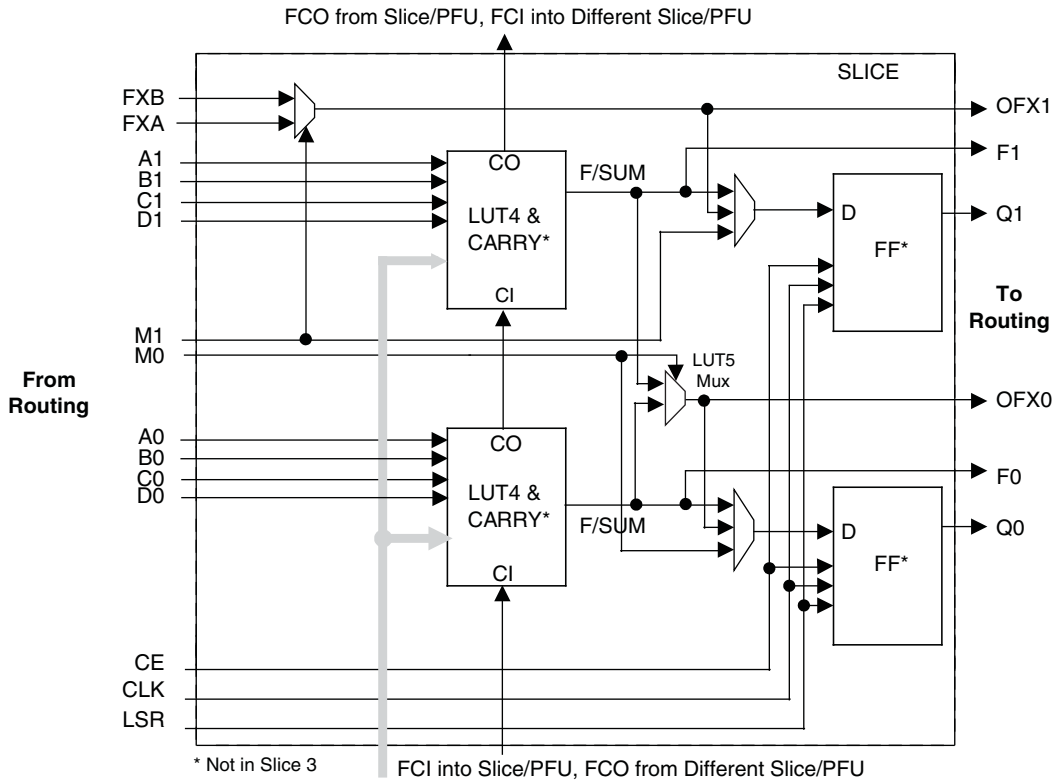 FCO from Slice/PFU, FCI into Different Slice/PFU
SLICE
FXB
FXA
OFX1
F1
A1
B1
C1
D1
CO
LUT4 &
CARRY*
CI
F/SUM
D
FF*
Q1
To
Routing
M1
M0
From
Routing
LUT5
Mux
OFX0
A0
B0
C0
D0
CO
LUT4 &
CARRY*
CI
F/SUM
F0
D
FF*
Q0
CE
CLK
LSR
* Not in Slice 3
FCI into Slice/PFU, FCO from Different Slice/PFU